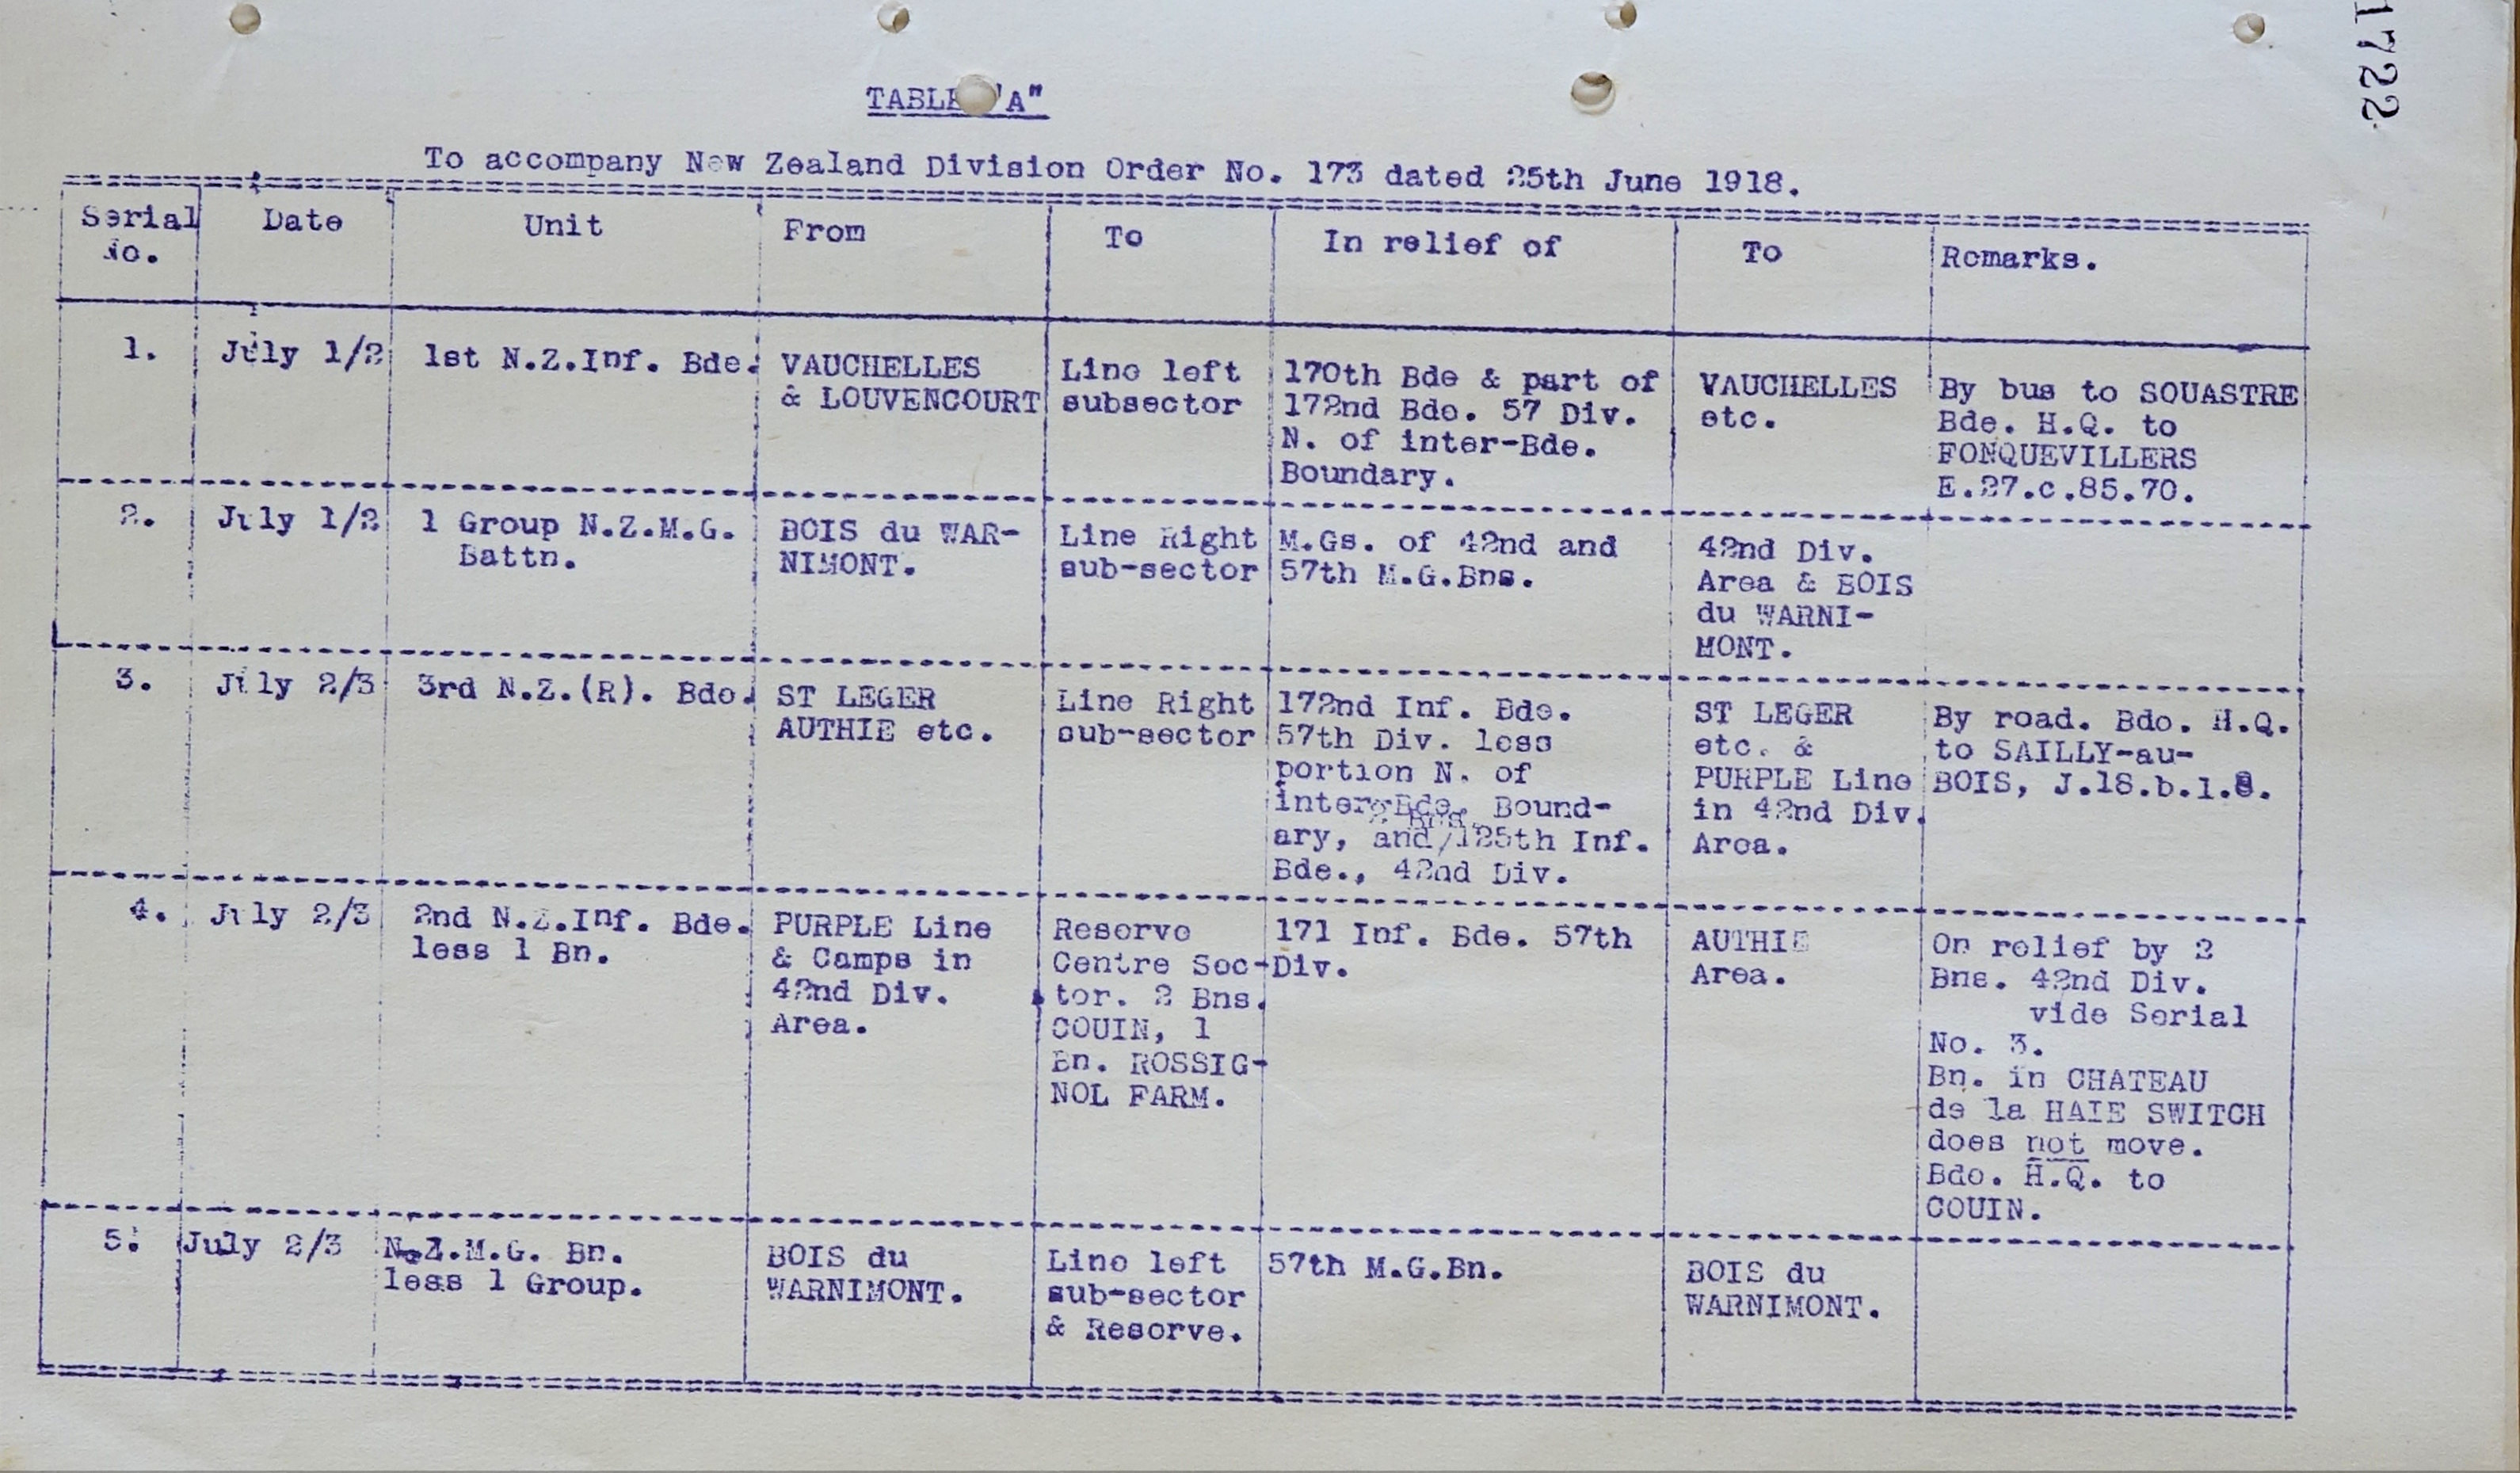 1722
TABLE "A"
To accompany New Zealand Division Order No. 173 dated 25th June 1918.
Serial No.
Date
Unit
From
To
In relief of
To
Remarks.
1.
July 1/2
1st N.Z.Inf. Bde.
VAUCHELLES
& LOUVENCOURT
Line left
subsector
170th Bde & part of
172nd Bde. 57 Div.
N. of inter-Bde.
Boundary.
VAUCHELLES
etc.
By bus to SOUASTRE
Bde. H.Q. to
FONQUEVILLERS
E.27.c.85.70.
2.
July 1/2
1 Group N.Z.M.G.
Battn.
BOIS du WAR-
NIMONT.
Line Right
sub-sector
M.Gs. of 42nd and
57th M.G.Bns.
42nd Div.
Area & BOIS
du WARNI-
MONT.
3.
July 2/3
3rd N.Z.(R). Bde.
ST LEGER
AUTHIE etc.
Line Right
sub-sector
172nd Inf. Bde.
57th Div. less
portion N. of
inter-Bde. Bound-
2 Bns.
ary, and/125th Inf.
Bde., 42nd Div.
ST LEGER
etc. &
PURPLE Line
in 42nd Div.
Area.
By road. Bde. H.Q.
to SAILLY-au-
BOIS, J.18.b.1.8.
4.
July 2/3
2nd N.Z.Inf. Bde.
less 1 Bn.
PURPLE Line
& Camps in
42nd Div.
Area.
Reserve
Centre Sec-
tor. 2 Bns.
COUIN, 1
Bn. ROSSIG-
NOL FARM.
171 Inf. Bde. 57th
Div.
AUTHIE
Area.
On relief by 2
Bns. 42nd Div.
vide Serial
No. 3.
Bn. in CHATEAU
de la HAIE SWITCH
does not move.
Bde. H.Q. to
COUIN.
5.
July 2/3
N.Z.M.G. Bn.
less 1 Group.
BOIS du
WARNIMONT.
Line left
sub-sector
& Reserve.
57th M.G.Bn.
BOIS du
WARNIMONT.